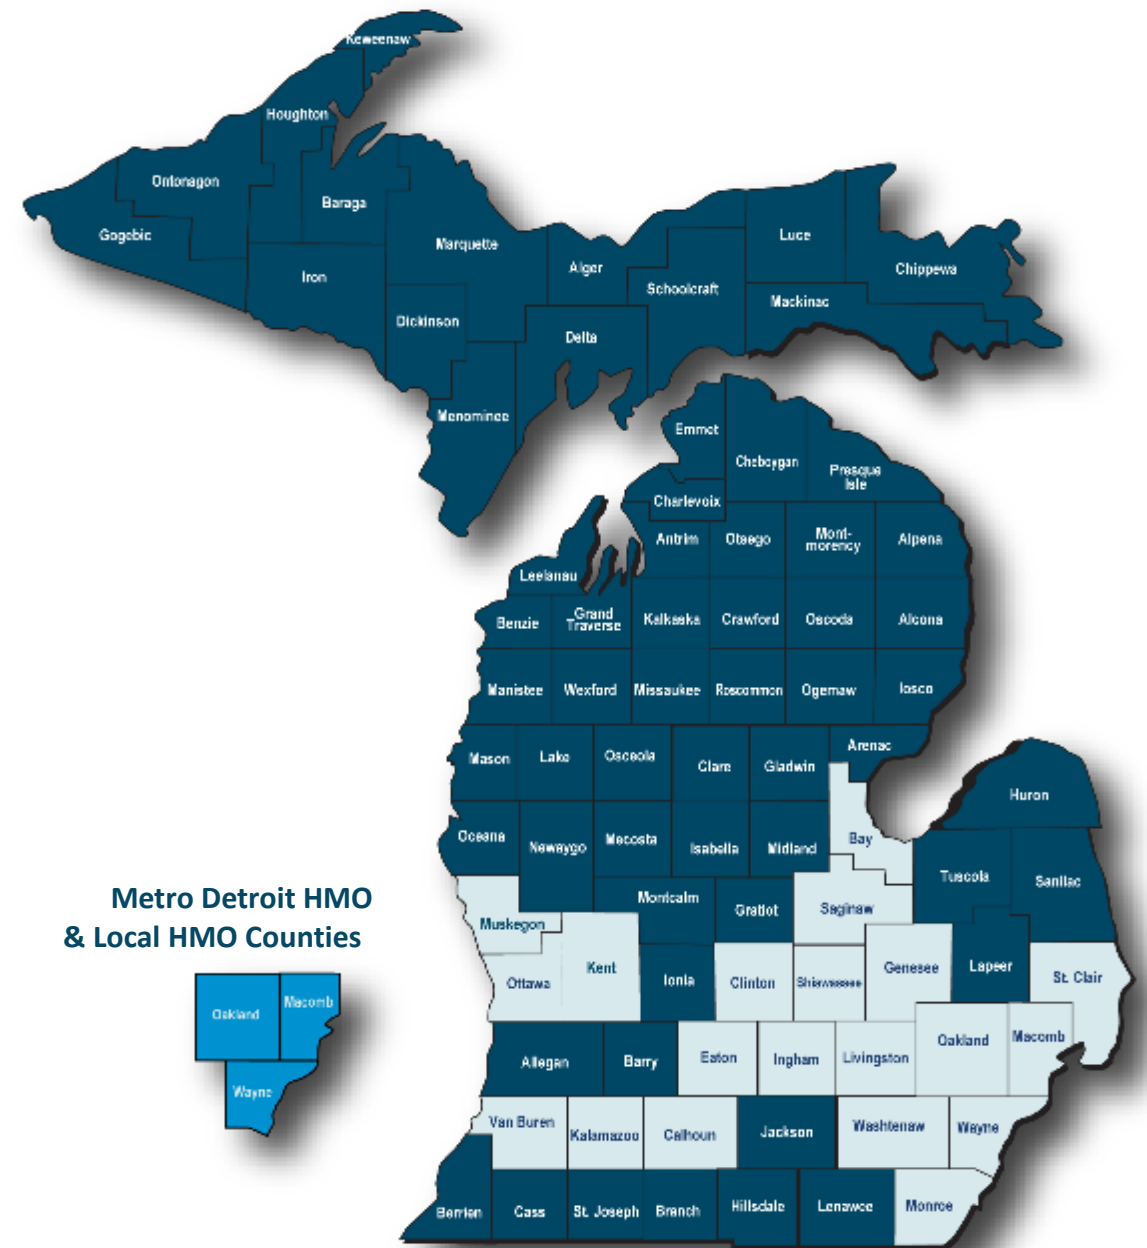 Keweenaw
Houghton
Ontonagon
Baraga
Gogebic
Marquette
Luce
Alger
Chippewa
Iron
Schoolcraft
Mackinac
Dickinson
Delta
Menominee
Emmet
Cheboygan
Presque
Isle
Charlevoix
Antrim
Otsego
Mont-
morency
Alpena
Leelanau
Benzie
Grand
Traverse
Kalkaska
Crawford
Oscoda
Alcona
Manistee
Wexford
Missaukee
Roscommon
Ogemaw
Iosco
Mason
Lake
Osceola
Clare
Gladwin
Arenac
Huron
Oceana
Newaygo
Mecosta
Isabella
Midland
Bay
Tuscola
Sanilac
Metro Detroit HMO
& Local HMO Counties
Muskegon
Montcalm
Gratiot
Saginaw
Ottawa
Kent
Ionia
Clinton
Shiawassee
Genesee
Lapeer
St. Clair
Oakland
Macomb
Wayne
Allegan
Barry
Eaton
Ingham
Livingston
Oakland
Macomb
Van Buren
Kalamazoo
Calhoun
Jackson
Washtenaw
Wayne
Berrien
Cass
St. Joseph
Branch
Hillsdale
Lenawee
Monroe